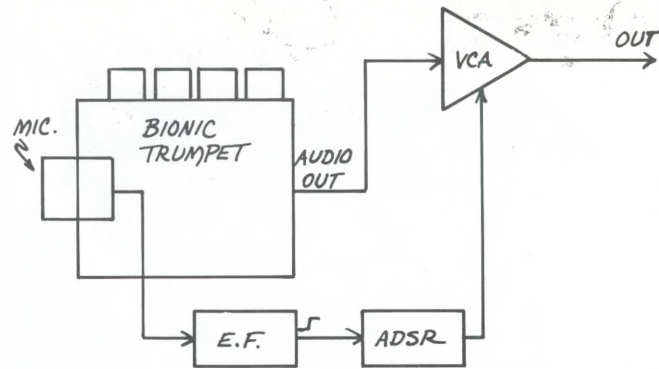 OUT
VCA
MIC.
BIONIC
TRUMPET
AUDIO
OUT
E.F.
ADSR